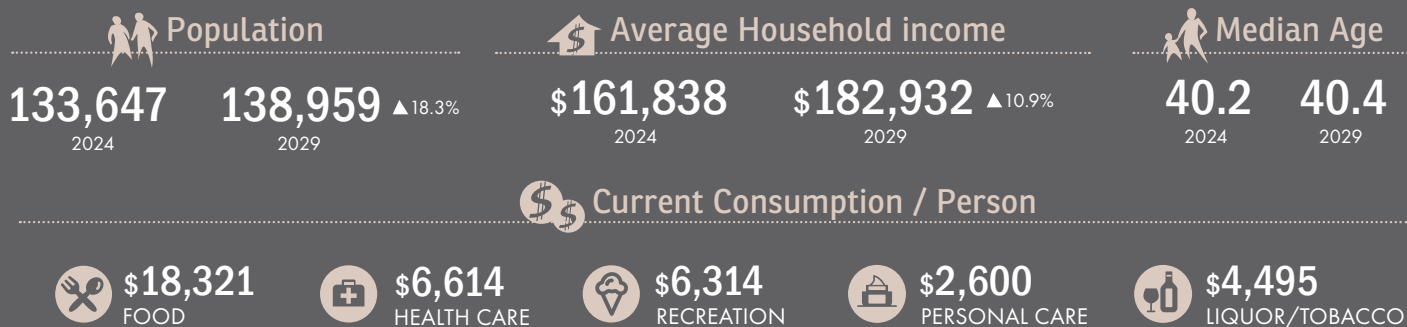 Population
133,647
2024
138,959 ▲18.3%
2029
Average Household income
$161,838
2024
$182,932 ▲10.9%
2029
Median Age
40.2
2024
40.4
2029
Current Consumption / Person
$18,321
FOOD
$6,614
HEALTH CARE
$6,314
RECREATION
$2,600
PERSONAL CARE
$4,495
LIQUOR/TOBACCO